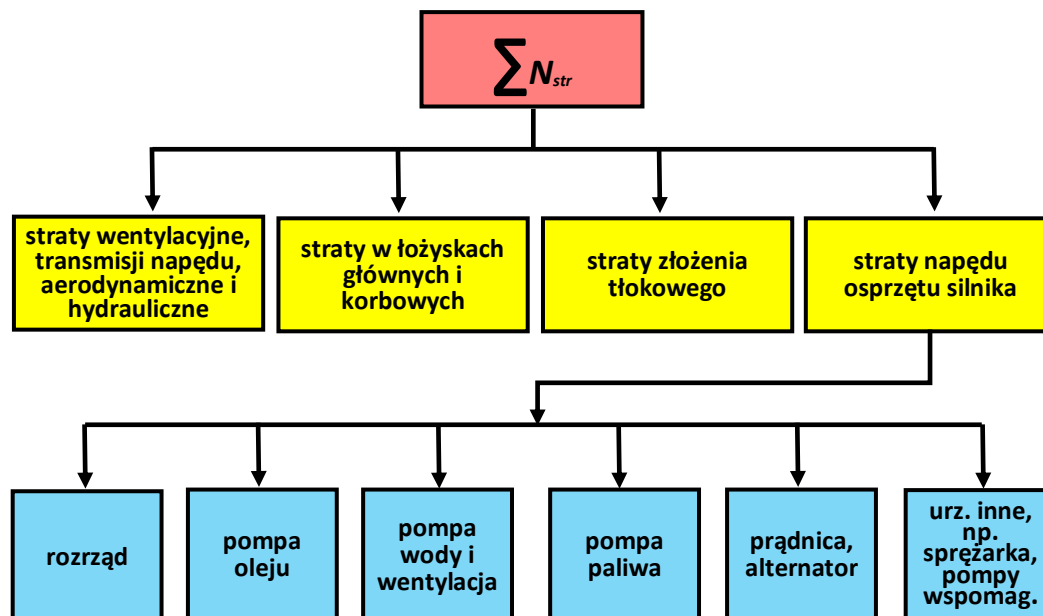 ∑ N str
straty wentylacyjne,
transmisji napędu,
aerodynamiczne i
hydrauliczne
straty w łożyskach
głównych i
korbowych
straty złożenia
tłokowego
straty napędu
osprzętu silnika
rozrząd
pompa
oleju
pompa
wody i
wentylacja
pompa
paliwa
prądnica,
alternator
urz. inne,
np.
sprężarka,
pompy
wspomag.